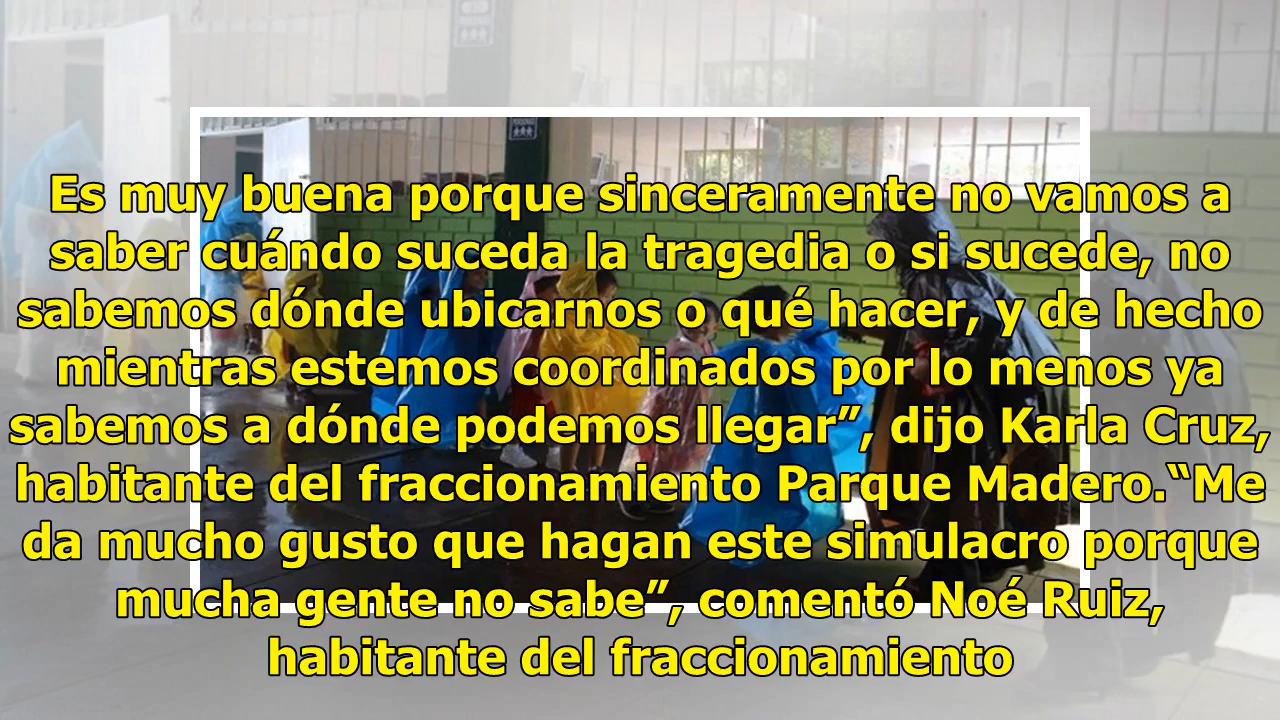 Es muy buena porque sinceramente no vamos a
saber cuándo suceda la tragedia o si sucede, no
sabemos dónde ubicarnos o qué hacer, y de hecho
mientras estemos coordinados por lo menos ya
sabemos a dónde podemos llegar”, dijo Karla Cruz,
habitante del fraccionamiento Parque Madero.“Me
da mucho gusto que hagan este simulacro porque
mucha gente no sabe”, comentó Noé Ruiz,
habitante del fraccionamiento